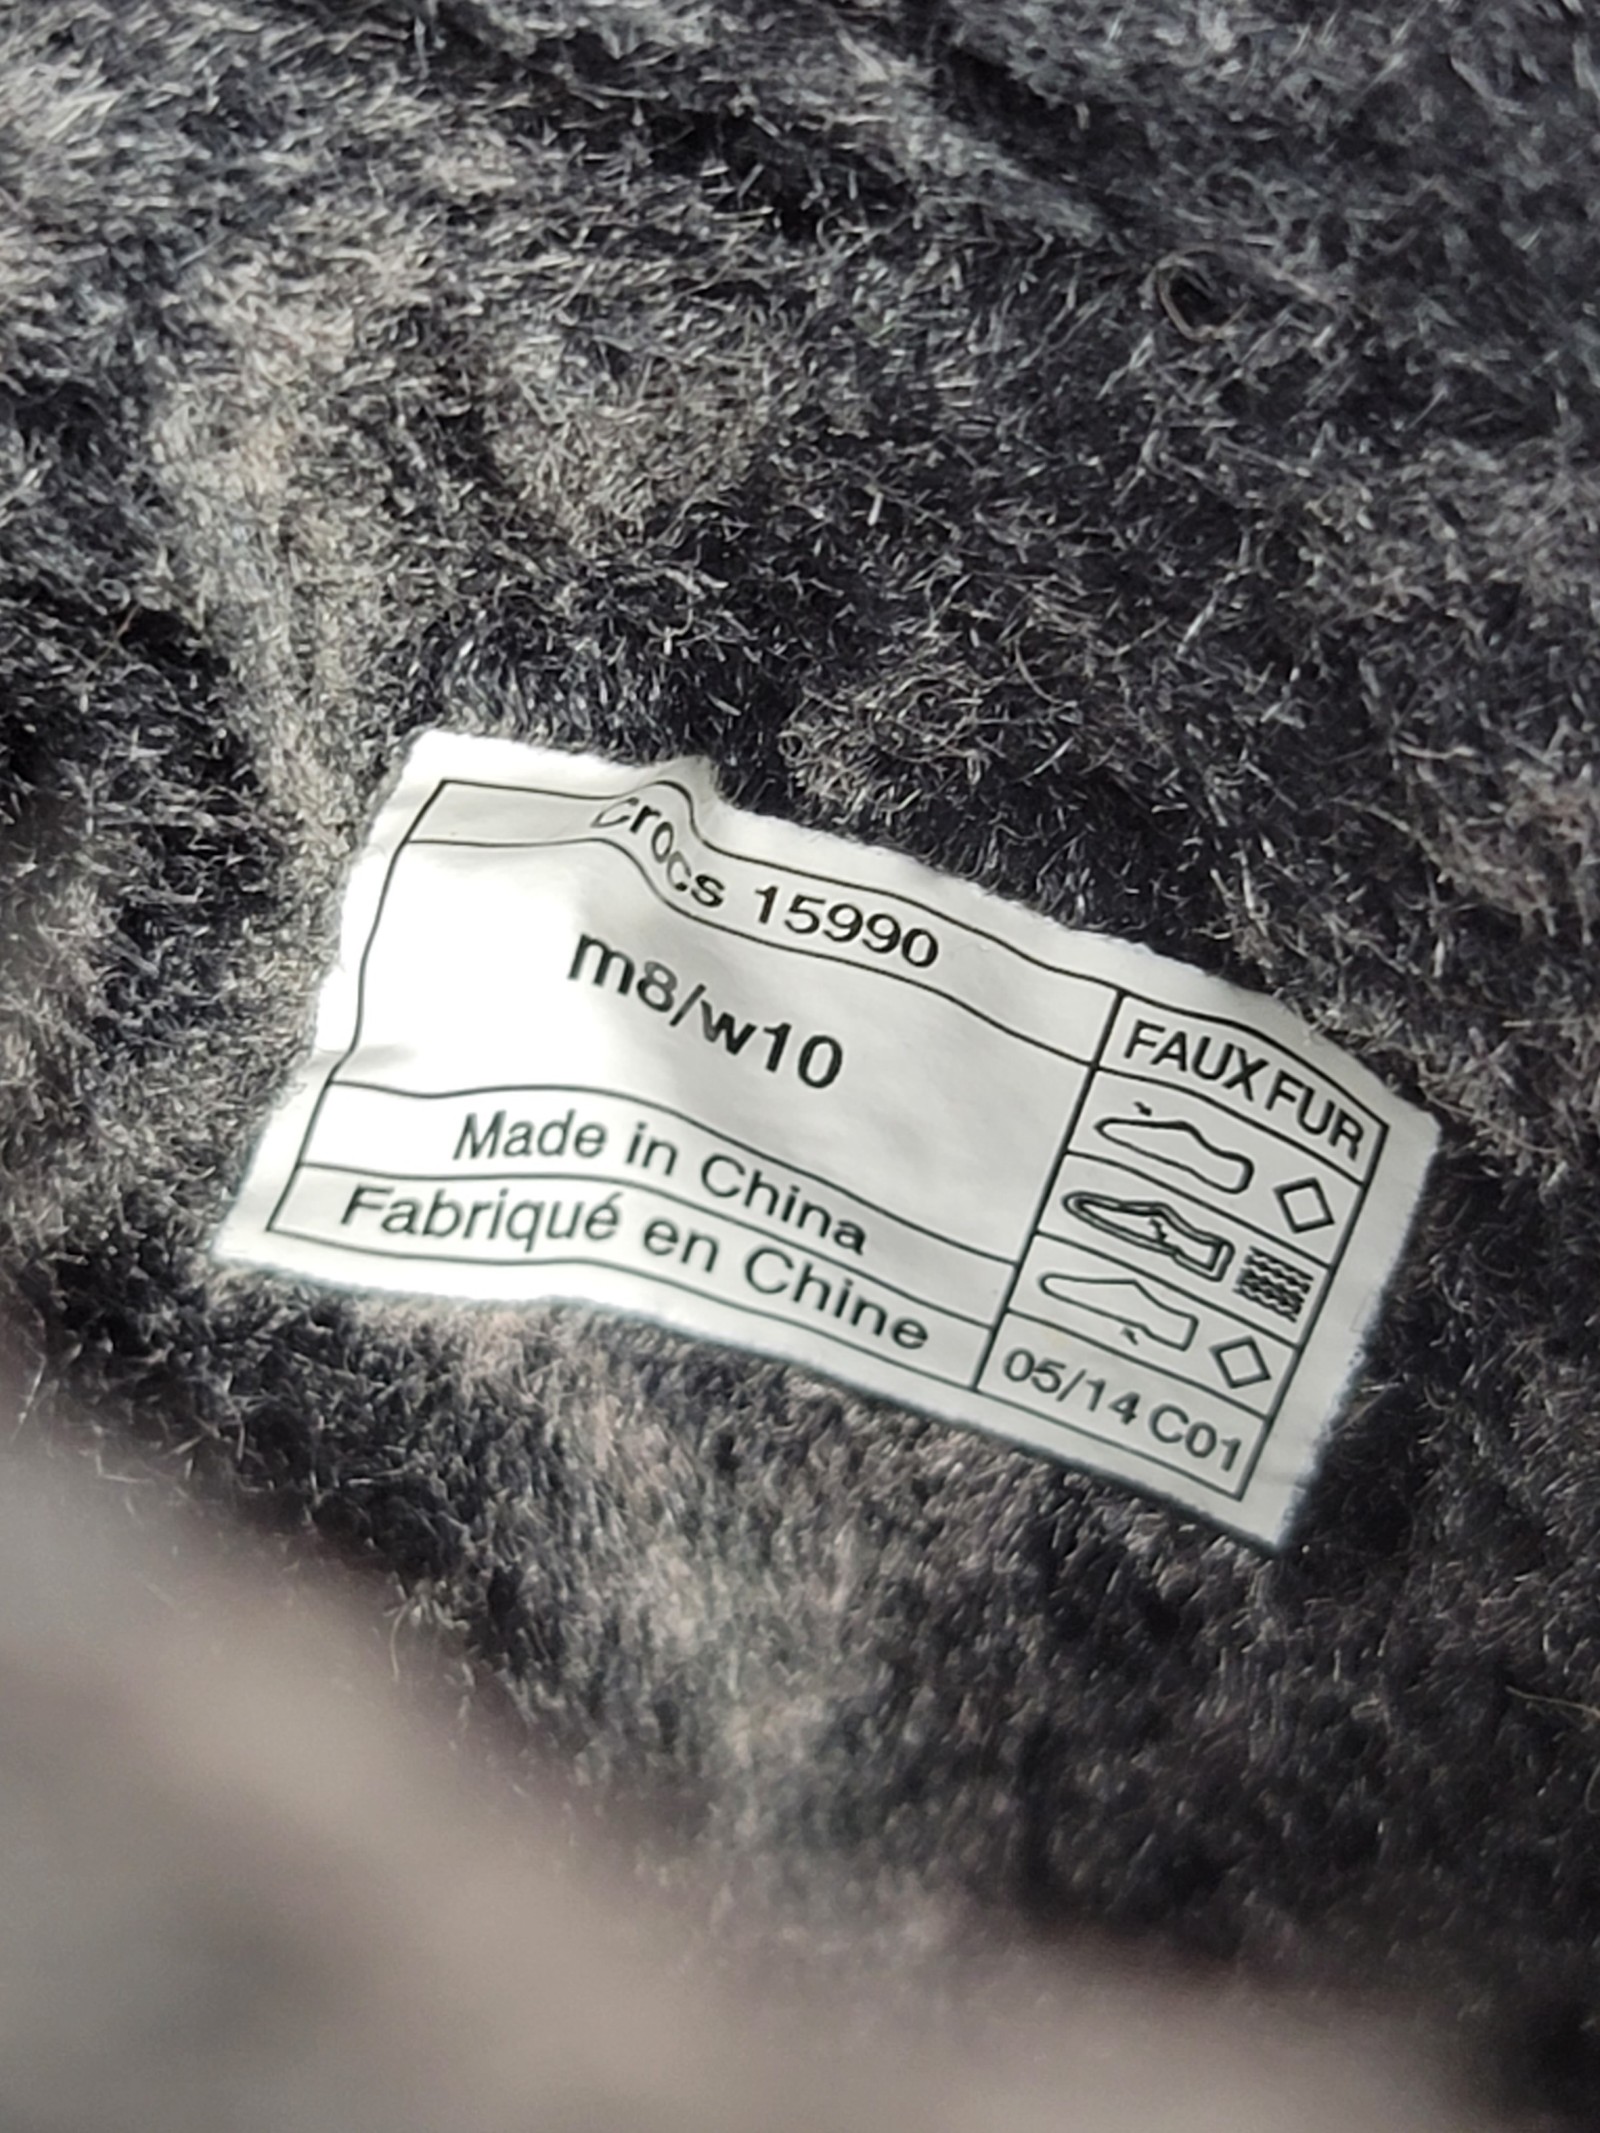 crocs 15990
m8/w10
Made in China
Fabriqué en Chine
FAUX FUR
05/14 C01